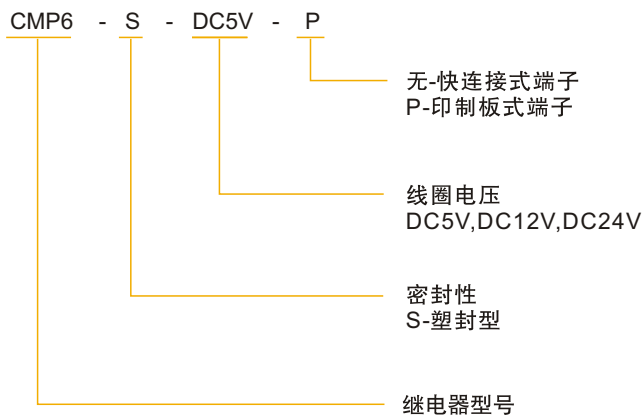 CMP6 - S - DC5V - P
无-快连接式端子
P-印制板式端子
线圈电压
DC5V,DC12V,DC24V
密封性
S-塑封型
继电器型号